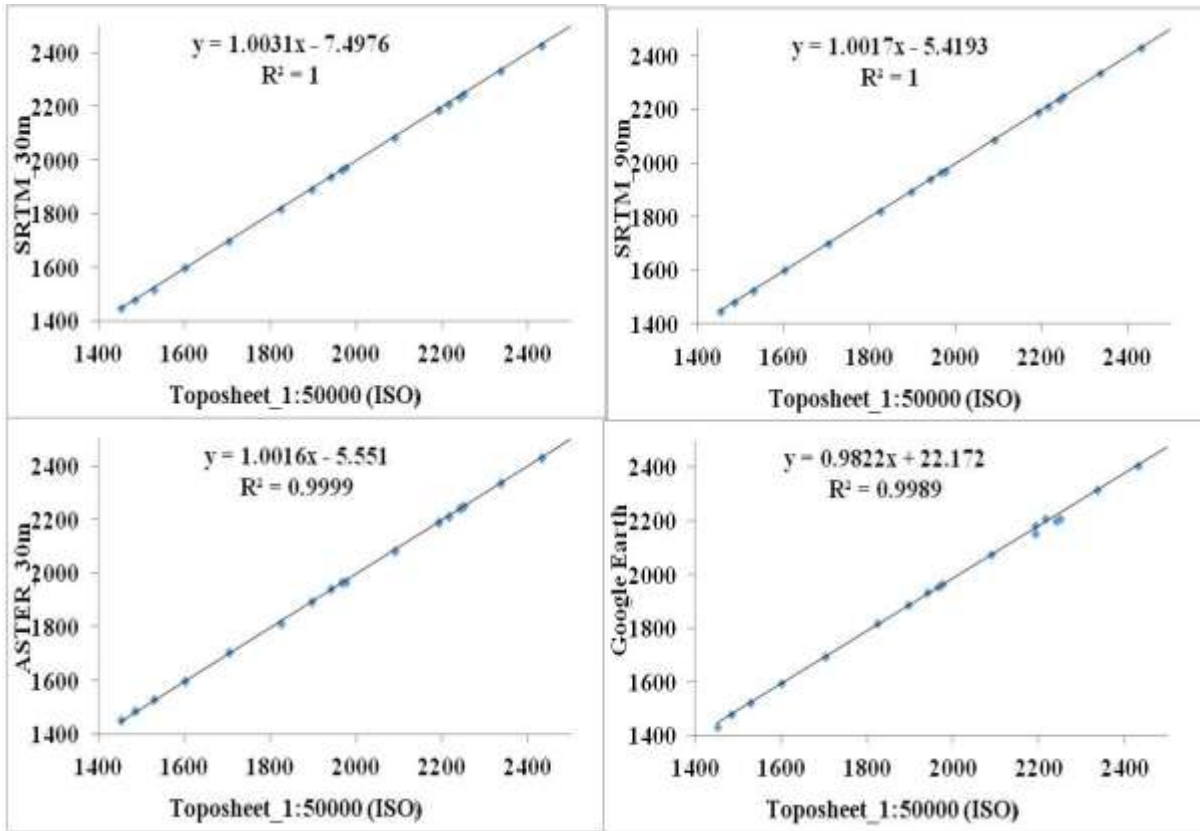 y = 1.0031x - 7.4976
R² = 1
2400
2200
2000
1800
1600
1400
SRTM_30m
1400 1600 1800 2000 2200 2400
Toposheet_1:50000 (ISO)
y = 1.0017x - 5.4193
R² = 1
2400
2200
2000
1800
1600
1400
SRTM_90m
1400 1600 1800 2000 2200 2400
Toposheet_1:50000 (ISO)
y = 1.0016x - 5.551
R² = 0.9999
2400
2200
2000
1800
1600
1400
ASTER_30m
1400 1600 1800 2000 2200 2400
Toposheet_1:50000 (ISO)
y = 0.9822x + 22.172
R² = 0.9989
2400
2200
2000
1800
1600
1400
Google Earth
1400 1600 1800 2000 2200 2400
Toposheet_1:50000 (ISO)